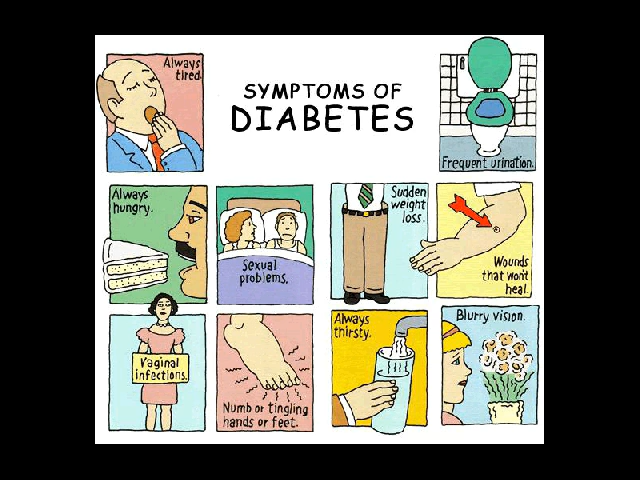 Always
tired.
SYMPTOMS OF
DIABETES
Frequent urination.
Always
hungry.
Sexual
problems.
Sudden
weight
loss.
Wounds
that won't
heal.
Vaginal
infections.
Numb or tingling
hands or feet.
Always
thirsty.
Blurry vision.